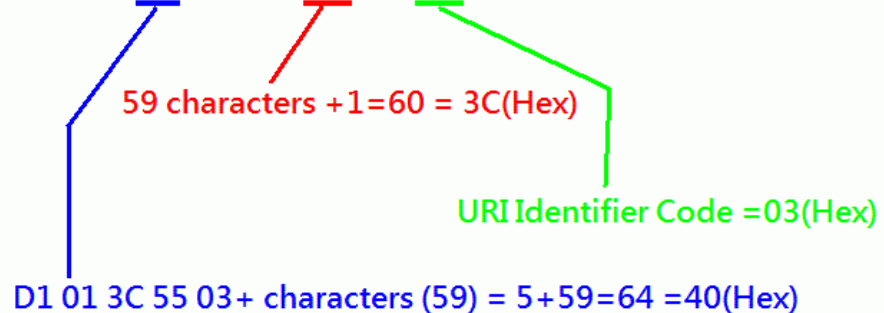 59 characters +1=60 = 3C(Hex)
URI Identifier Code =03(Hex)
D1 01 3C 55 03+ characters (59) = 5+59=64 =40(Hex)